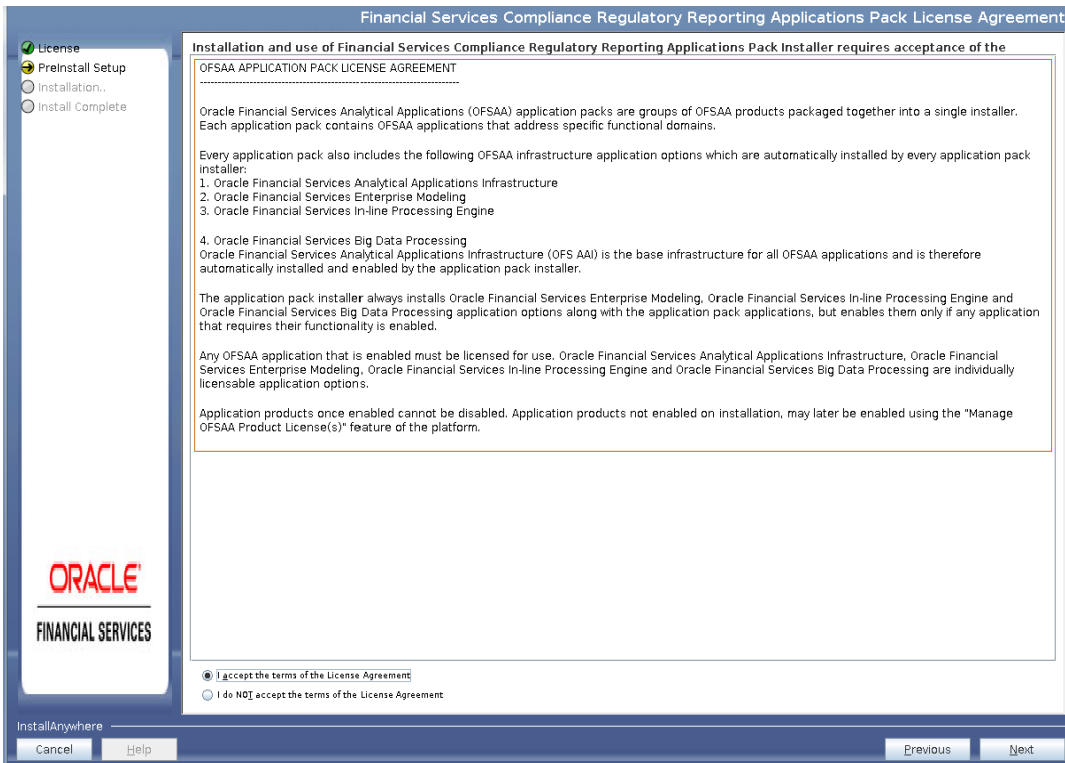 Financial Services Compliance Regulatory Reporting Applications Pack License Agreement
License
PreInstall Setup
Installation..
Install Complete
Installation and use of Financial Services Compliance Regulatory Reporting Applications Pack Installer requires acceptance of the
OFSAA APPLICATION PACK LICENSE AGREEMENT
--------------------------------------------------------------------------------
Oracle Financial Services Analytical Applications (OFSAA) application packs are groups of OFSAA products packaged together into a single installer.
Each application pack contains OFSAA applications that address specific functional domains.
Every application pack also includes the following OFSAA infrastructure application options which are automatically installed by every application pack
installer:
1. Oracle Financial Services Analytical Applications Infrastructure
2. Oracle Financial Services Enterprise Modeling
3. Oracle Financial Services In-line Processing Engine
4. Oracle Financial Services Big Data Processing
Oracle Financial Services Analytical Applications Infrastructure (OFS AAI) is the base infrastructure for all OFSAA applications and is therefore
automatically installed and enabled by the application pack installer.
The application pack installer always installs Oracle Financial Services Enterprise Modeling, Oracle Financial Services In-line Processing Engine and
Oracle Financial Services Big Data Processing application options along with the application pack applications, but enables them only if any application
that requires their functionality is enabled.
Any OFSAA application that is enabled must be licensed for use. Oracle Financial Services Analytical Applications Infrastructure, Oracle Financial
Services Enterprise Modeling, Oracle Financial Services In-line Processing Engine and Oracle Financial Services Big Data Processing are individually
licensable application options.
Application products once enabled cannot be disabled. Application products not enabled on installation, may later be enabled using the "Manage
OFSAA Product License(s)" feature of the platform.
ORACLE
FINANCIAL SERVICES
I accept the terms of the License Agreement
I do NOT accept the terms of the License Agreement
InstallAnywhere
Cancel
Help
Previous
Next